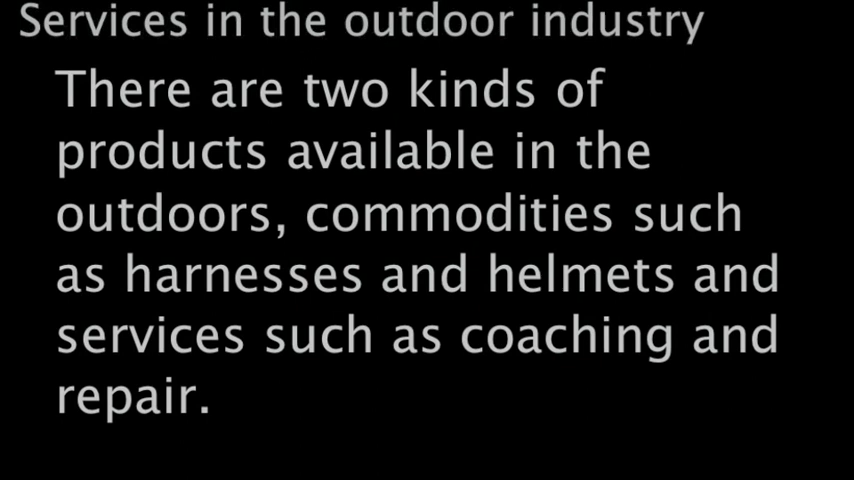 Services in the outdoor industry
There are two kinds of
products available in the
outdoors, commodities such
as harnesses and helmets and
services such as coaching and
repair.